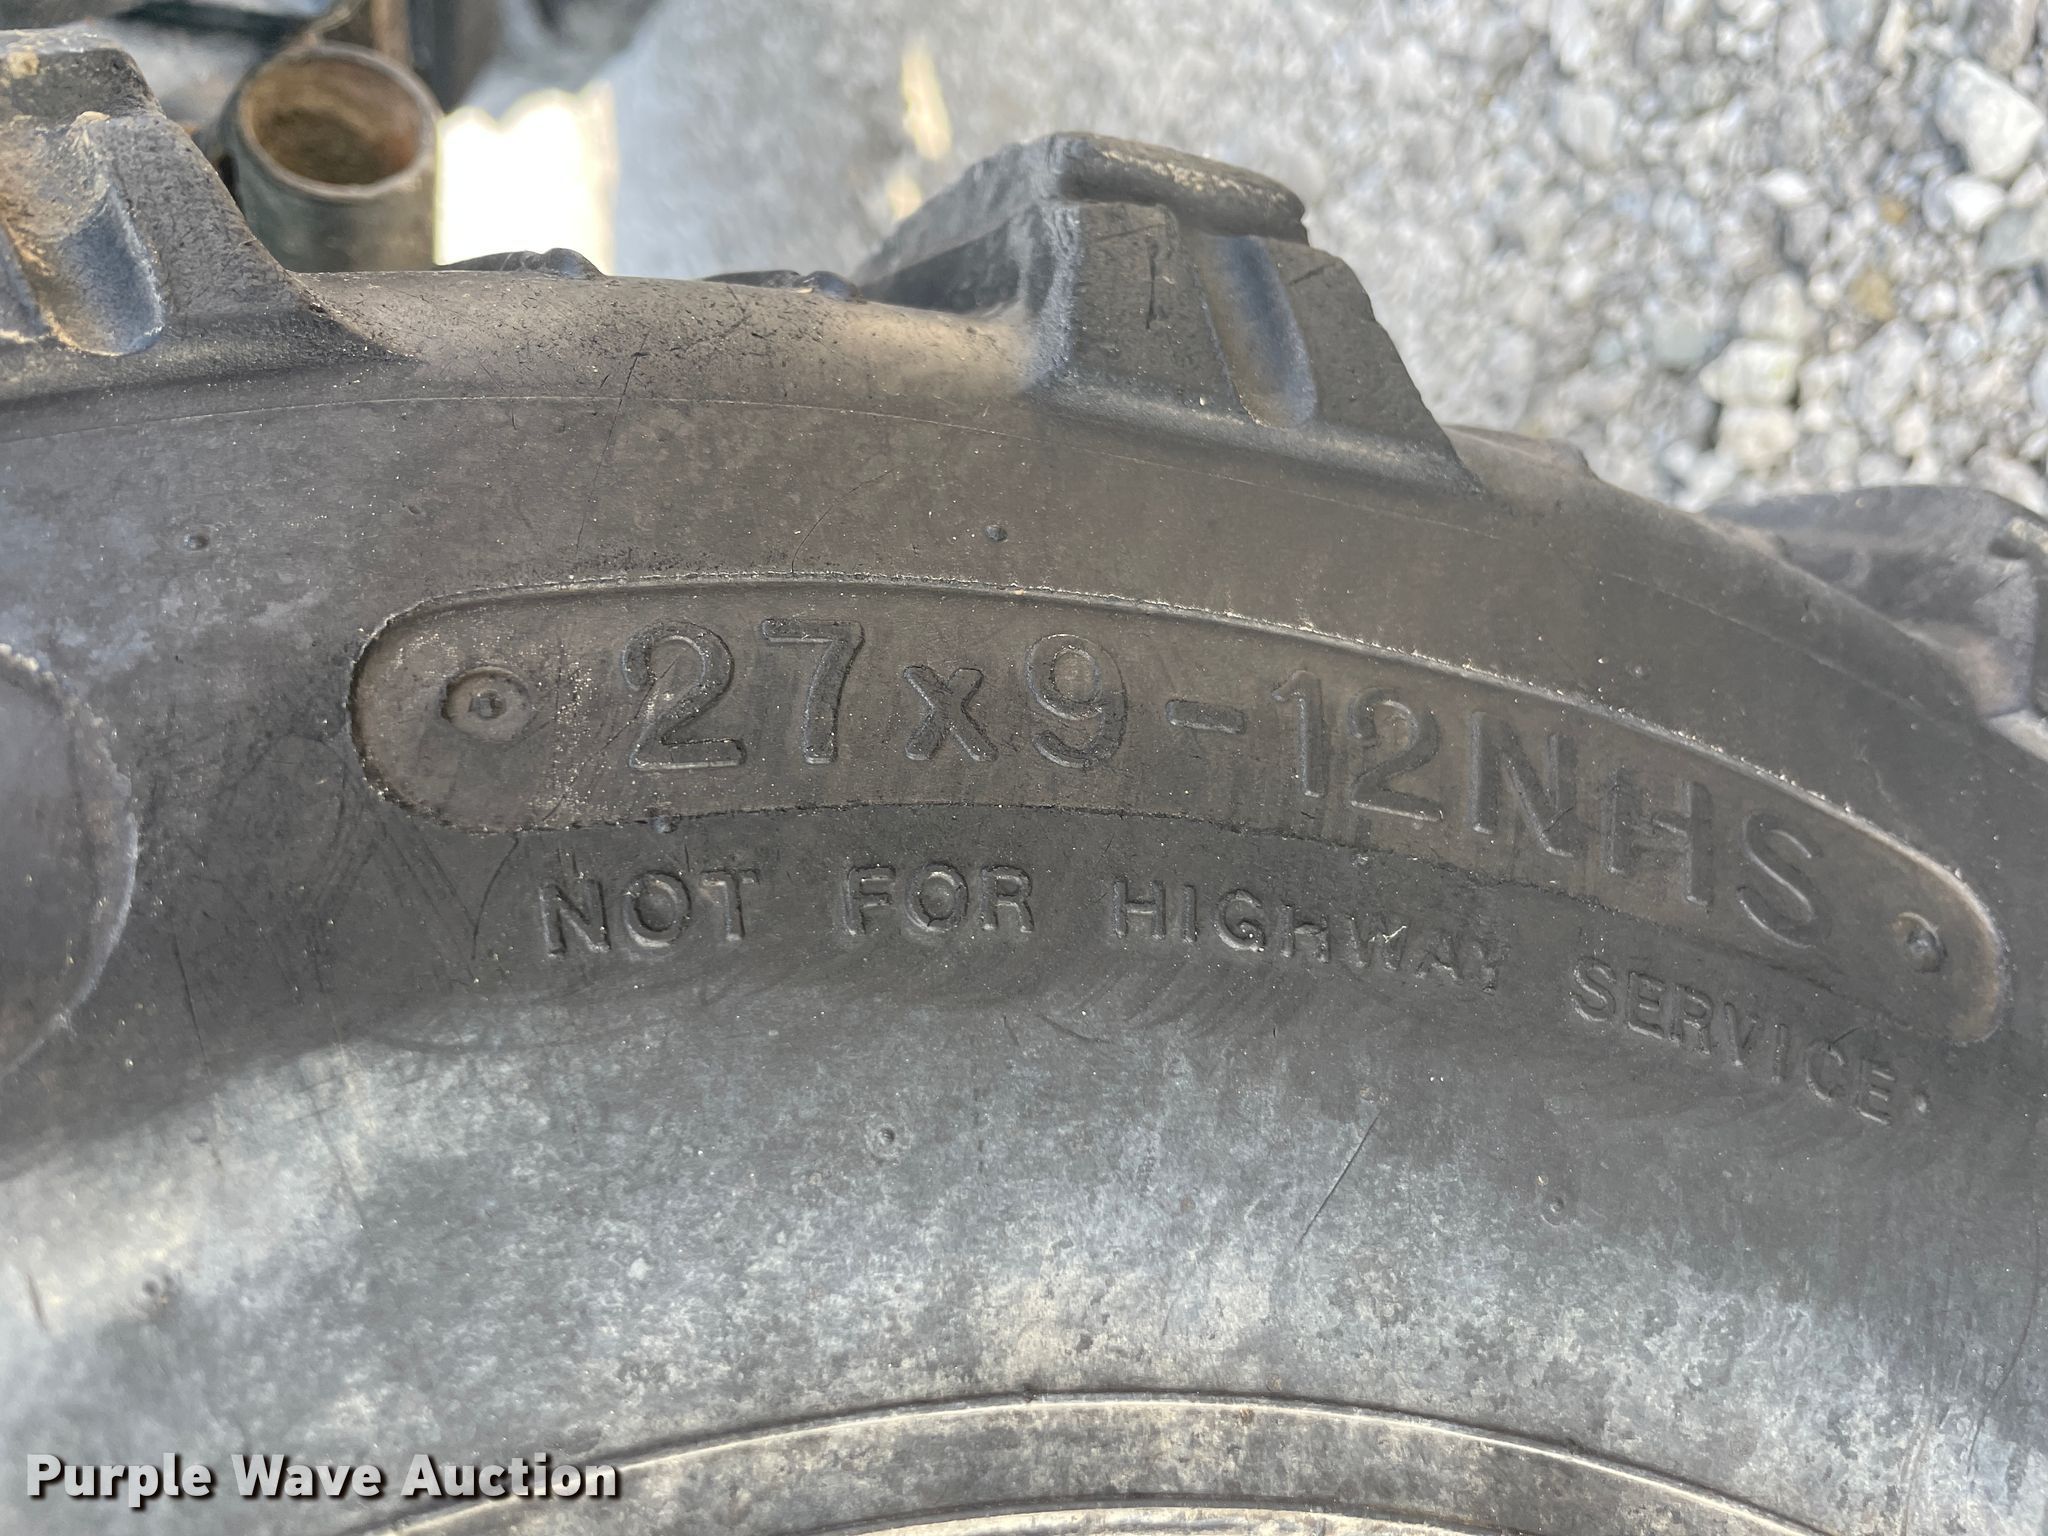 27x9-12NHS
NOT FOR HIGHWAY SERVICE.
Purple Wave Auction